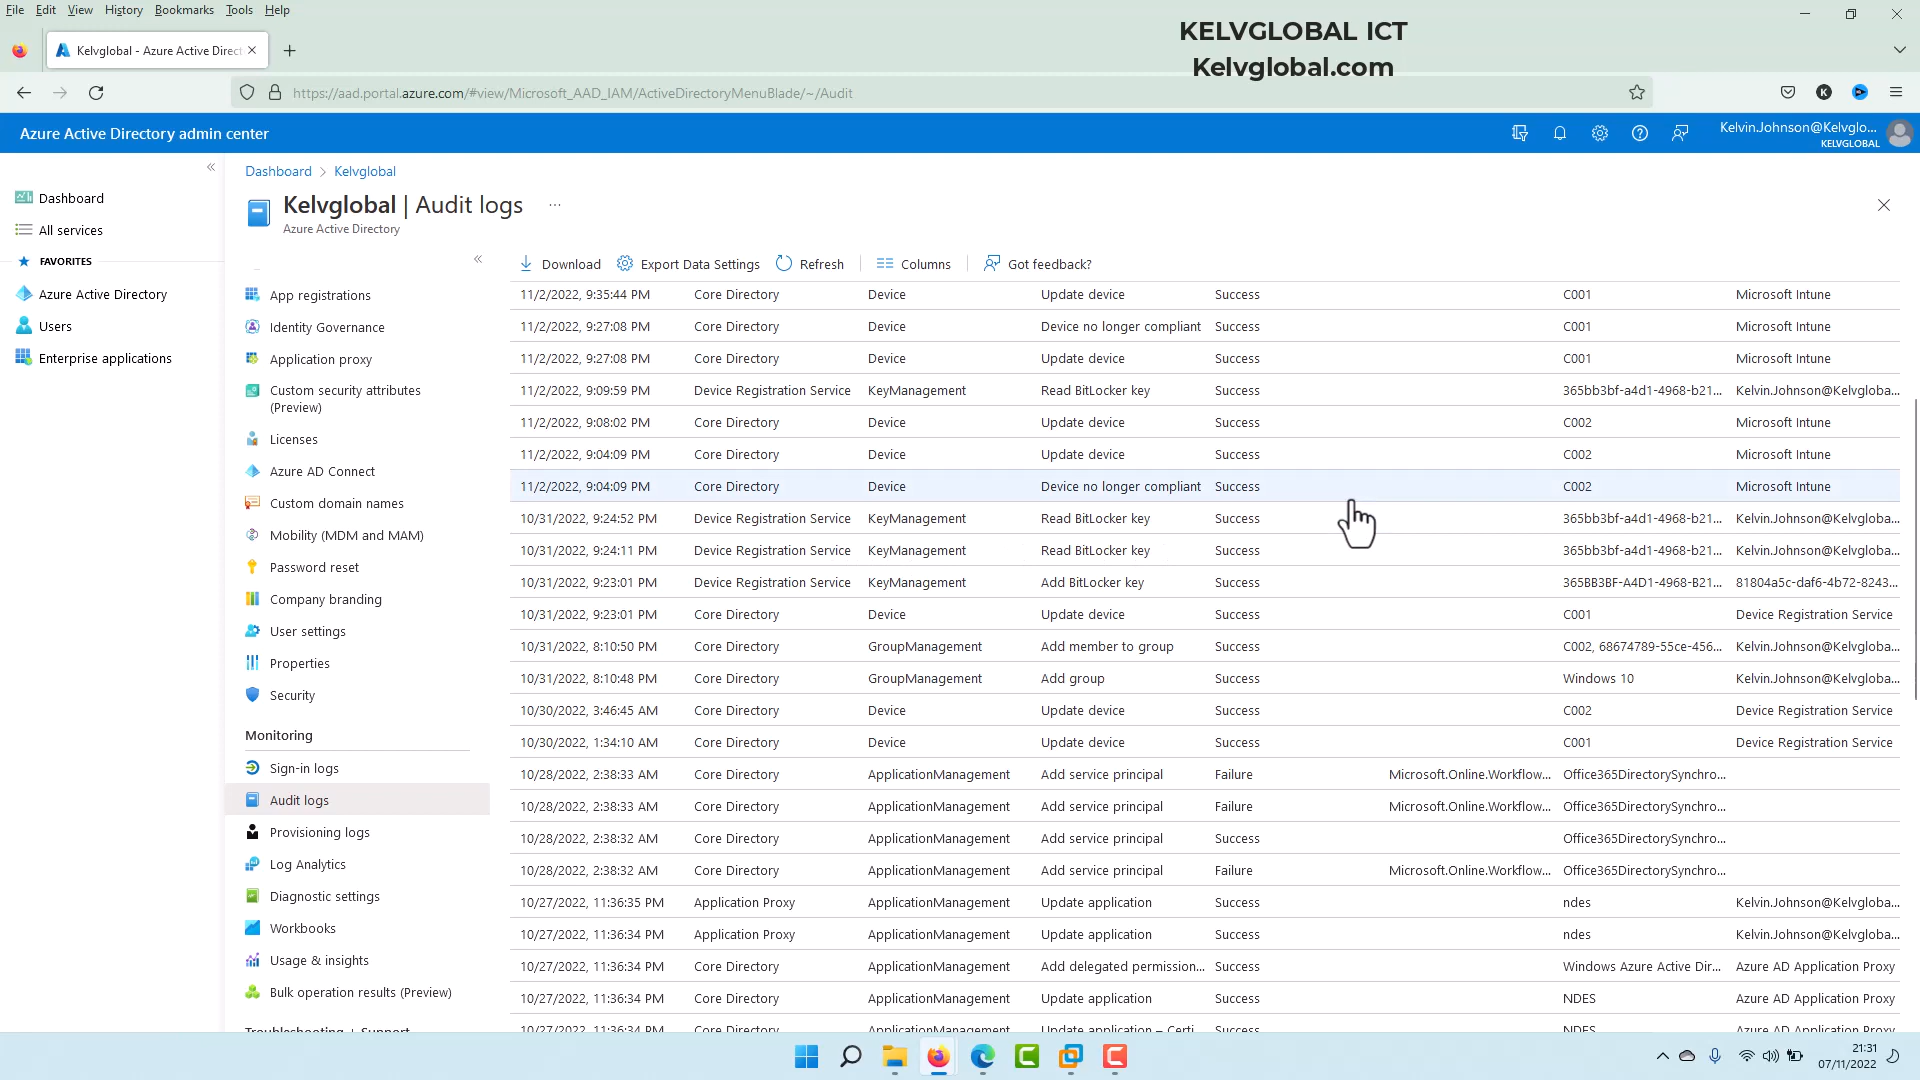 File Edit View History Bookmarks Tools Help
KELVGLOBAL ICT
Kelvglobal.com
Kelvglobal - Azure Active Direct
https://aad.portal.azure.com/#view/Microsoft_AAD_IAM/ActiveDirectoryMenuBlade/~/Audit
Azure Active Directory admin center
Kelvin.Johnson@Kelvglo...
KELVGLOBAL
Dashboard
All services
FAVORITES
Azure Active Directory
Users
Enterprise applications
Dashboard > Kelvglobal
Kelvglobal | Audit logs ...
Azure Active Directory
App registrations
Identity Governance
Application proxy
Custom security attributes
(Preview)
Licenses
Azure AD Connect
Custom domain names
Mobility (MDM and MAM)
Password reset
Company branding
User settings
Properties
Security
Monitoring
Sign-in logs
Audit logs
Provisioning logs
Log Analytics
Diagnostic settings
Workbooks
Usage & insights
Bulk operation results (Preview)
Troubleshooting + Support
Download Export Data Settings Refresh Columns Got feedback?
11/2/2022, 9:35:44 PM Core Directory Device Update device Success C001 Microsoft Intune
11/2/2022, 9:27:08 PM Core Directory Device Device no longer compliant Success C001 Microsoft Intune
11/2/2022, 9:27:08 PM Core Directory Device Update device Success C001 Microsoft Intune
11/2/2022, 9:09:59 PM Device Registration Service KeyManagement Read BitLocker key Success 365bb3bf-a4d1-4968-b21... Kelvin.Johnson@Kelvgloba...
11/2/2022, 9:08:02 PM Core Directory Device Update device Success C002 Microsoft Intune
11/2/2022, 9:04:09 PM Core Directory Device Update device Success C002 Microsoft Intune
11/2/2022, 9:04:09 PM Core Directory Device Device no longer compliant Success C002 Microsoft Intune
10/31/2022, 9:24:52 PM Device Registration Service KeyManagement Read BitLocker key Success 365bb3bf-a4d1-4968-b21... Kelvin.Johnson@Kelvgloba...
10/31/2022, 9:24:11 PM Device Registration Service KeyManagement Read BitLocker key Success 365bb3bf-a4d1-4968-b21... Kelvin.Johnson@Kelvgloba...
10/31/2022, 9:23:01 PM Device Registration Service KeyManagement Add BitLocker key Success 365BB3BF-A4D1-4968-B21... 81804a5c-daf6-4b72-8243...
10/31/2022, 9:23:01 PM Core Directory Device Update device Success C001 Device Registration Service
10/31/2022, 8:10:50 PM Core Directory GroupManagement Add member to group Success C002, 68674789-55ce-456... Kelvin.Johnson@Kelvgloba...
10/31/2022, 8:10:48 PM Core Directory GroupManagement Add group Success Windows 10 Kelvin.Johnson@Kelvgloba...
10/30/2022, 3:46:45 AM Core Directory Device Update device Success C002 Device Registration Service
10/30/2022, 1:34:10 AM Core Directory Device Update device Success C001 Device Registration Service
10/28/2022, 2:38:33 AM Core Directory ApplicationManagement Add service principal Failure Microsoft.Online.Workflow... Office365DirectorySynchro...
10/28/2022, 2:38:33 AM Core Directory ApplicationManagement Add service principal Failure Microsoft.Online.Workflow... Office365DirectorySynchro...
10/28/2022, 2:38:32 AM Core Directory ApplicationManagement Add service principal Success Office365DirectorySynchro...
10/28/2022, 2:38:32 AM Core Directory ApplicationManagement Add service principal Failure Microsoft.Online.Workflow... Office365DirectorySynchro...
10/27/2022, 11:36:35 PM Application Proxy ApplicationManagement Update application Success ndes Kelvin.Johnson@Kelvgloba...
10/27/2022, 11:36:34 PM Application Proxy ApplicationManagement Update application Success ndes Kelvin.Johnson@Kelvgloba...
10/27/2022, 11:36:34 PM Core Directory ApplicationManagement Add delegated permission... Success Windows Azure Active Dir... Azure AD Application Proxy
10/27/2022, 11:36:34 PM Core Directory ApplicationManagement Update application Success NDES Azure AD Application Proxy
10/27/2022, 11:36:34 PM Core Directory ApplicationManagement Update application – Certi... Success NDES Azure AD Application Proxy
21:31
07/11/2022